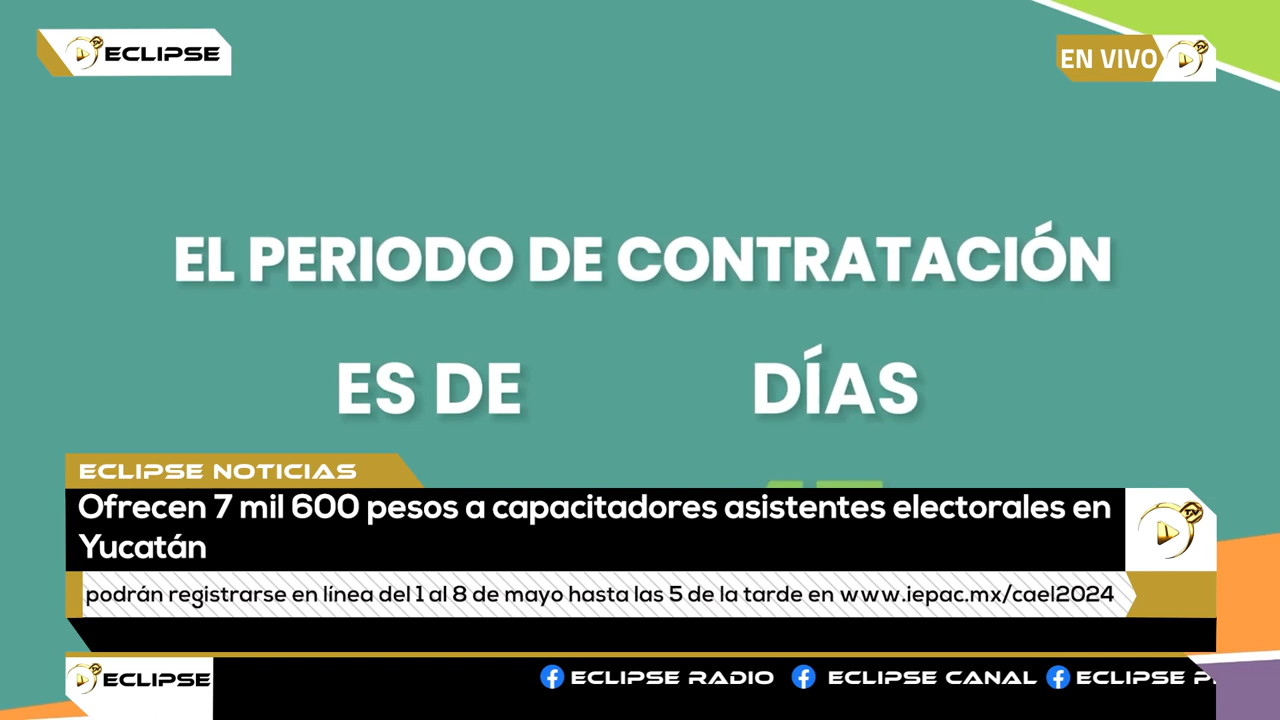 ECLIPSE
EN VIVO
EL PERIODO DE CONTRATACIÓN
ES DE DÍAS
ECLIPSE NOTICIAS
Ofrecen 7 mil 600 pesos a capacitadores asistentes electorales en
Yucatán
podrán registrarse en línea del 1 al 8 de mayo hasta las 5 de la tarde en www.iepac.mx/cael2024
ECLIPSE
ECLIPSE RADIO ECLIPSE CANAL ECLIPSE